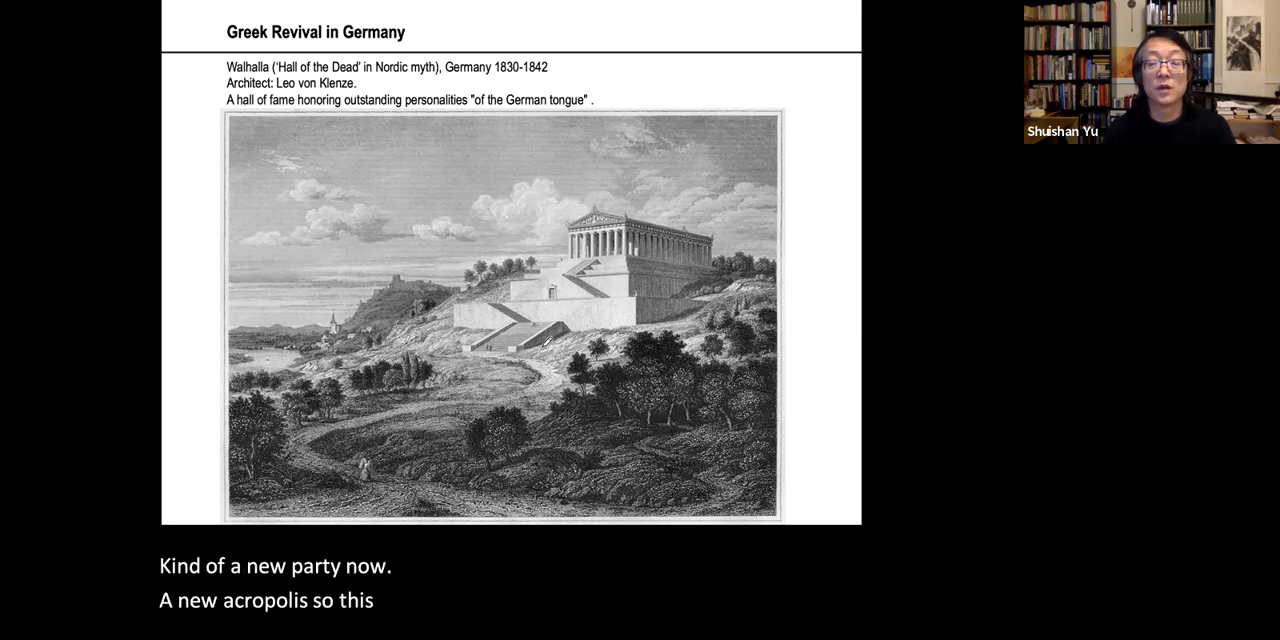 Greek Revival in Germany
Walhalla (‘Hall of the Dead’ in Nordic myth), Germany 1830-1842
Architect: Leo von Klenze.
A hall of fame honoring outstanding personalities "of the German tongue" .
Shuishan Yu
Kind of a new party now.
A new acropolis so this